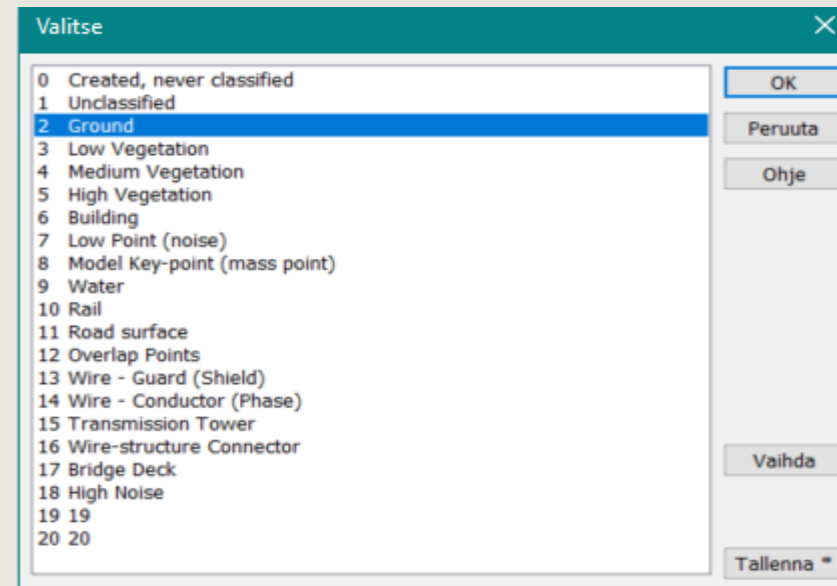 Valitse
0 Created, never classified
1 Unclassified
2 Ground
3 Low Vegetation
4 Medium Vegetation
5 High Vegetation
6 Building
7 Low Point (noise)
8 Model Key-point (mass point)
9 Water
10 Rail
11 Road surface
12 Overlap Points
13 Wire - Guard (Shield)
14 Wire - Conductor (Phase)
15 Transmission Tower
16 Wire-structure Connector
17 Bridge Deck
18 High Noise
19 19
20 20
OK
Peruuta
Ohje
Vaihda
Tallenna *